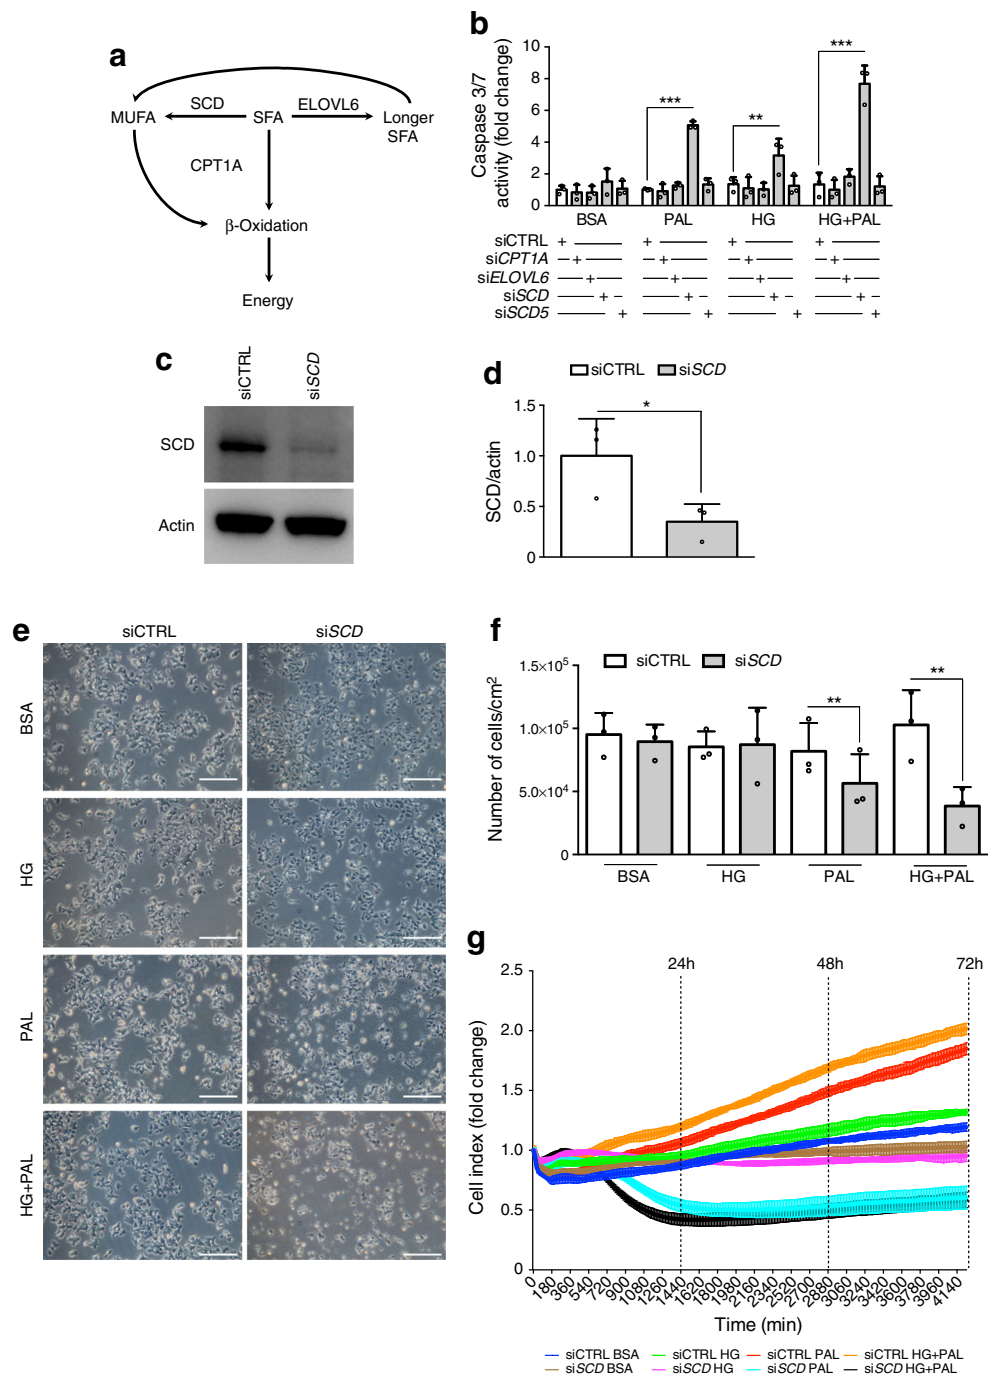 a
MUFA
SCD
SFA
ELOVL6
Longer
SFA
CPT1A
β-Oxidation
Energy
b
Caspase 3/7
activity (fold change)
10
8
6
4
2
0
***
**
***
BSA
PAL
HG
HG+PAL
siCTRL + + + +
siCPT1A + + + +
siELOVL6 + + + +
siSCD + + + +
siSCD5 + + + +
c
siCTRL
siSCD
SCD
Actin
d
siCTRL siSCD
SCD/actin
1.5
1.0
0.5
0
*
e
siCTRL
siSCD
BSA
HG
PAL
HG+PAL
f
siCTRL siSCD
Number of cells/cm²
1.5×10⁵
1.0×10⁵
5.0×10⁴
0
**
**
BSA
HG
PAL
HG+PAL
g
24h
48h
72h
Cell index (fold change)
2.5
2.0
1.5
1.0
0.5
0
0 180 360 540 720 900 1080 1260 1440 1620 1800 1980 2160 2340 2520 2700 2880 3060 3240 3420 3600 3780 3960 4140
Time (min)
siCTRL BSA siCTRL HG siCTRL PAL siCTRL HG+PAL
siSCD BSA siSCD HG siSCD PAL siSCD HG+PAL